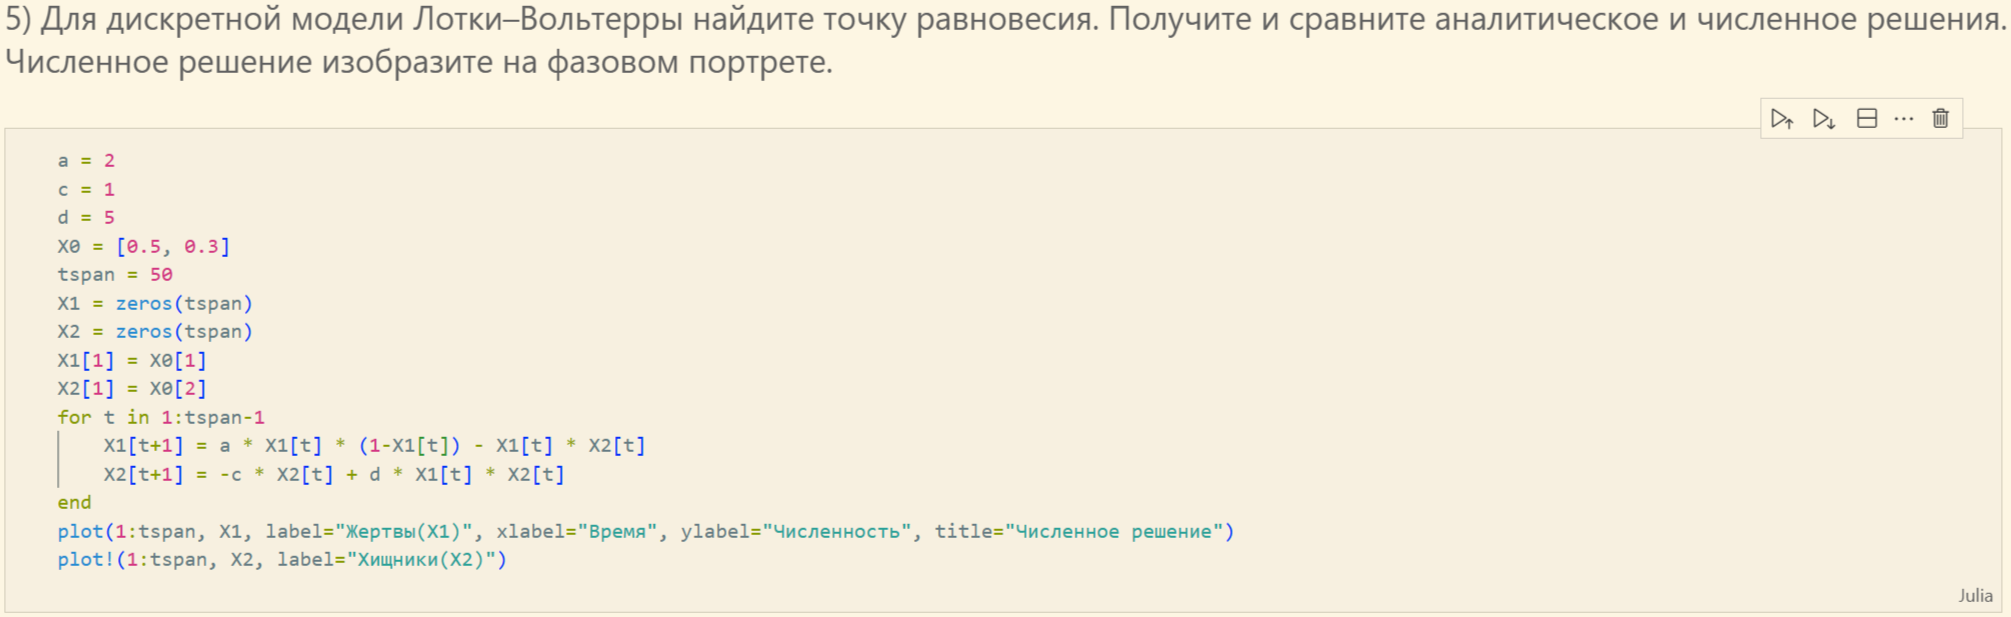 5) Для дискретной модели Лотки–Вольтерры найдите точку равновесия. Получите и сравните аналитическое и численное решения.
Численное решение изобразите на фазовом портрете.
a = 2
c = 1
d = 5
X0 = [0.5, 0.3]
tspan = 50
X1 = zeros(tspan)
X2 = zeros(tspan)
X1[1] = X0[1]
X2[1] = X0[2]
for t in 1:tspan-1
    X1[t+1] = a * X1[t] * (1-X1[t]) - X1[t] * X2[t]
    X2[t+1] = -c * X2[t] + d * X1[t] * X2[t]
end
plot(1:tspan, X1, label="Жертвы(X1)", xlabel="Время", ylabel="Численность", title="Численное решение")
plot!(1:tspan, X2, label="Хищники(X2)")
Julia